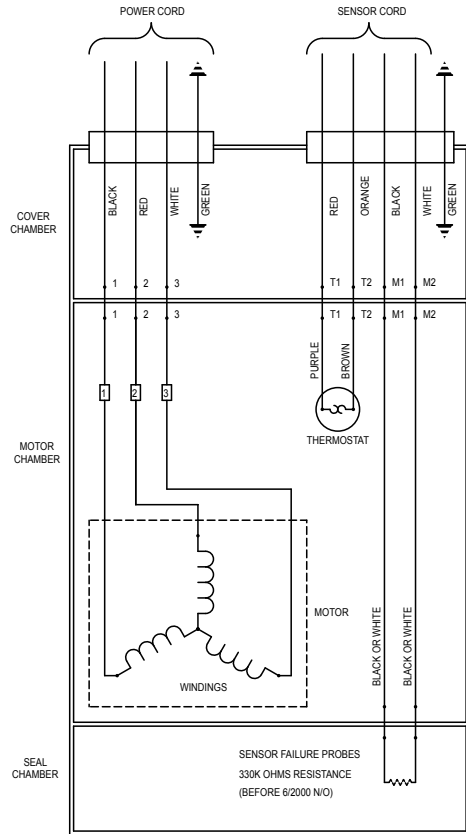 POWER CORD
SENSOR CORD
BLACK
RED
WHITE
GREEN
RED
ORANGE
BLACK
WHITE
GREEN
COVER
CHAMBER
1
2
3
T1
T2
M1
M2
1
2
3
T1
T2
M1
M2
PURPLE
BROWN
1
2
3
THERMOSTAT
MOTOR
CHAMBER
MOTOR
BLACK OR WHITE
BLACK OR WHITE
WINDINGS
SEAL
CHAMBER
SENSOR FAILURE PROBES
330K OHMS RESISTANCE
(BEFORE 6/2000 N/O)